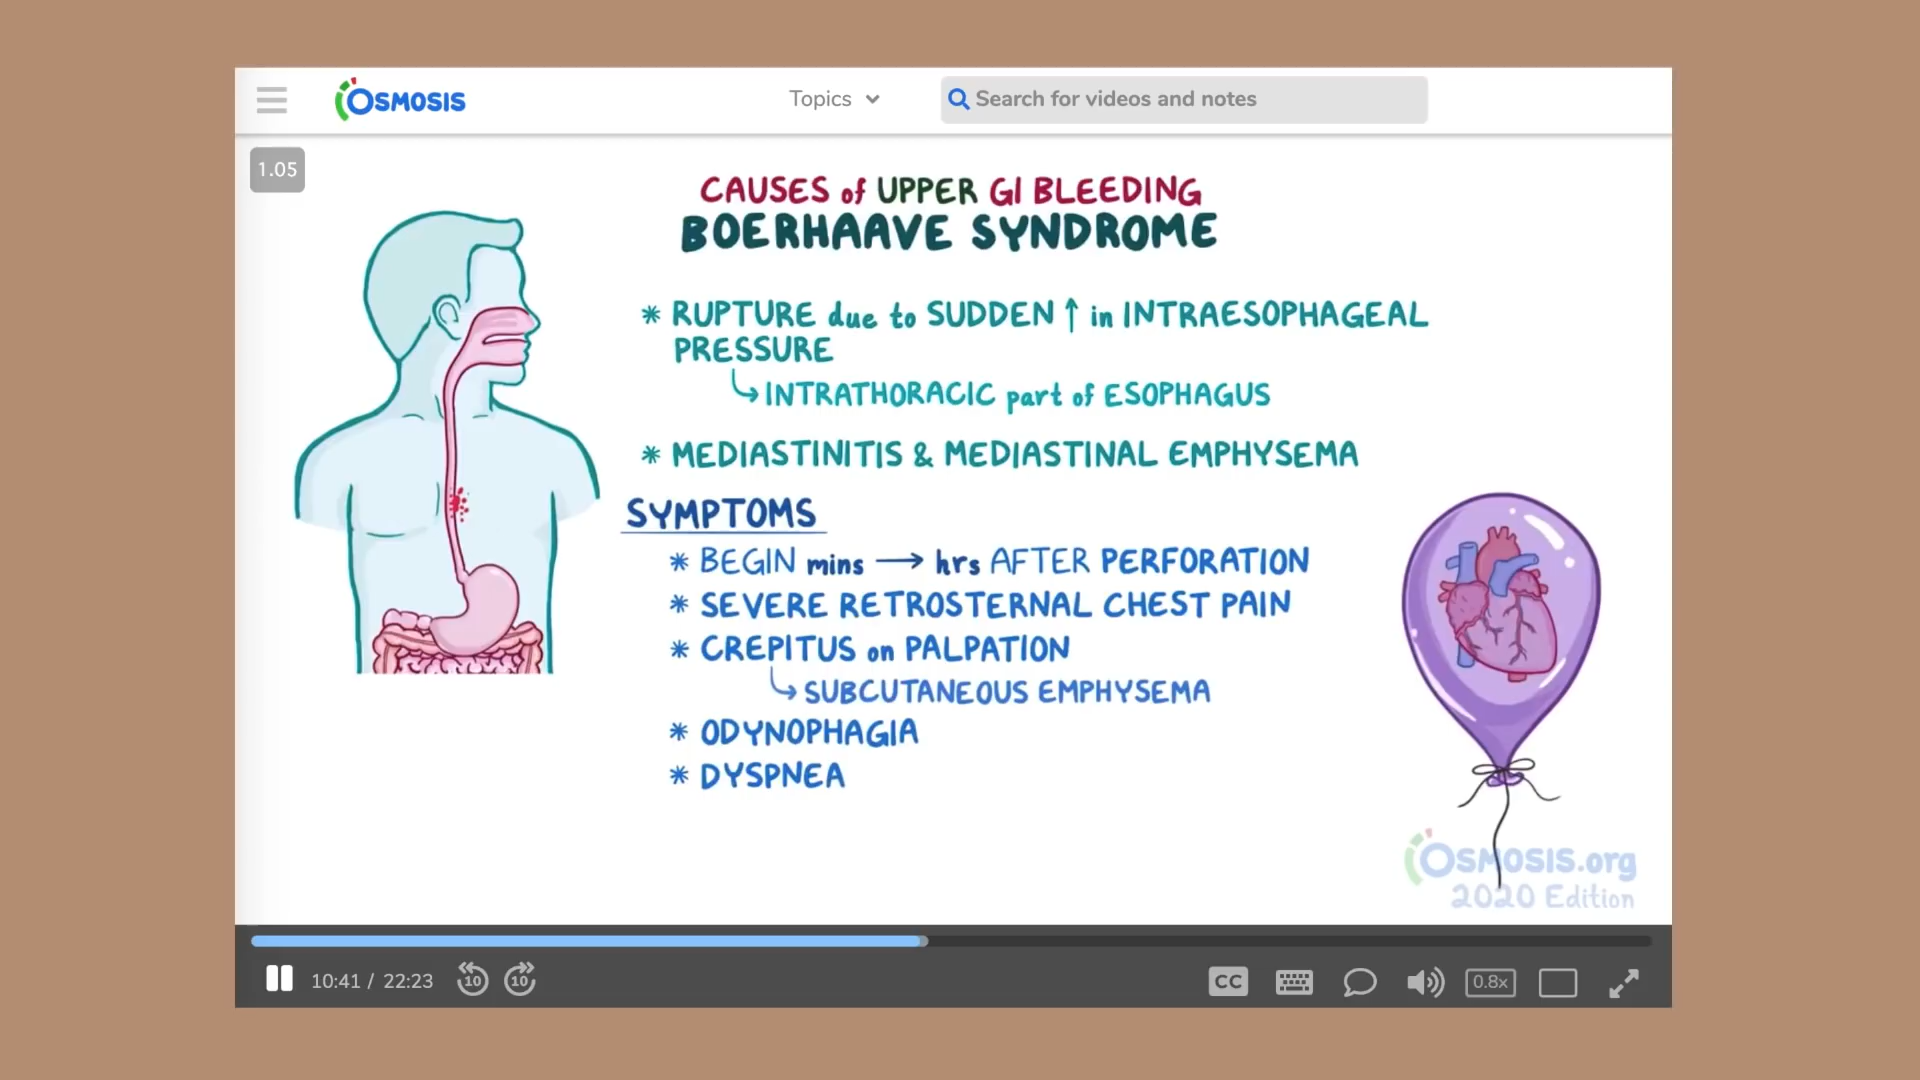 OSMOSIS
Topics
Search for videos and notes
1.05
CAUSES of UPPER GI BLEEDING
BOERHAAVE SYNDROME
* RUPTURE due to SUDDEN ↑ in INTRAESOPHAGEAL
PRESSURE
↳ INTRATHORACIC part of ESOPHAGUS
* MEDIASTINITIS & MEDIASTINAL EMPHYSEMA
SYMPTOMS
* BEGIN mins → hrs AFTER PERFORATION
* SEVERE RETROSTERNAL CHEST PAIN
* CREPITUS on PALPATION
↳ SUBCUTANEOUS EMPHYSEMA
* ODYNOPHAGIA
* DYSPNEA
OSMOSIS.org
2020 Edition
10:41 / 22:23
10
10
CC
0.8x